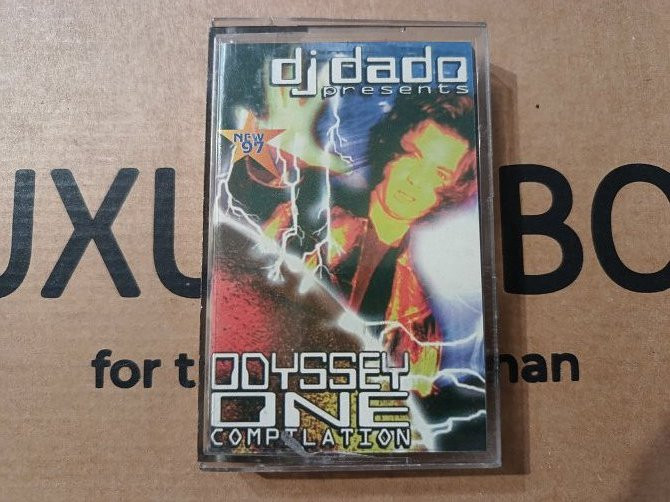 dj dado
presents
NEW
'97
UXU
BO
for t
man
ODYSSEY
ONE
COMPILATION